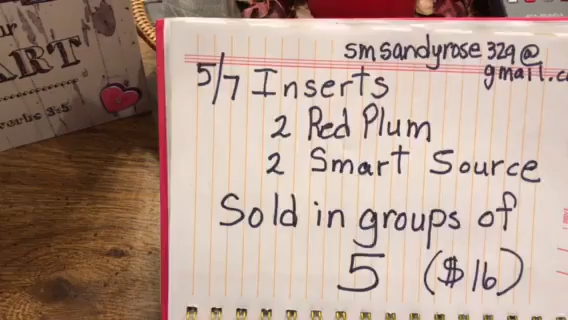 ART
smsandyrose329@
gmail.c
5/7 Inserts
2 Red Plum
2 Smart Source
Sold in groups of
5 ($16)